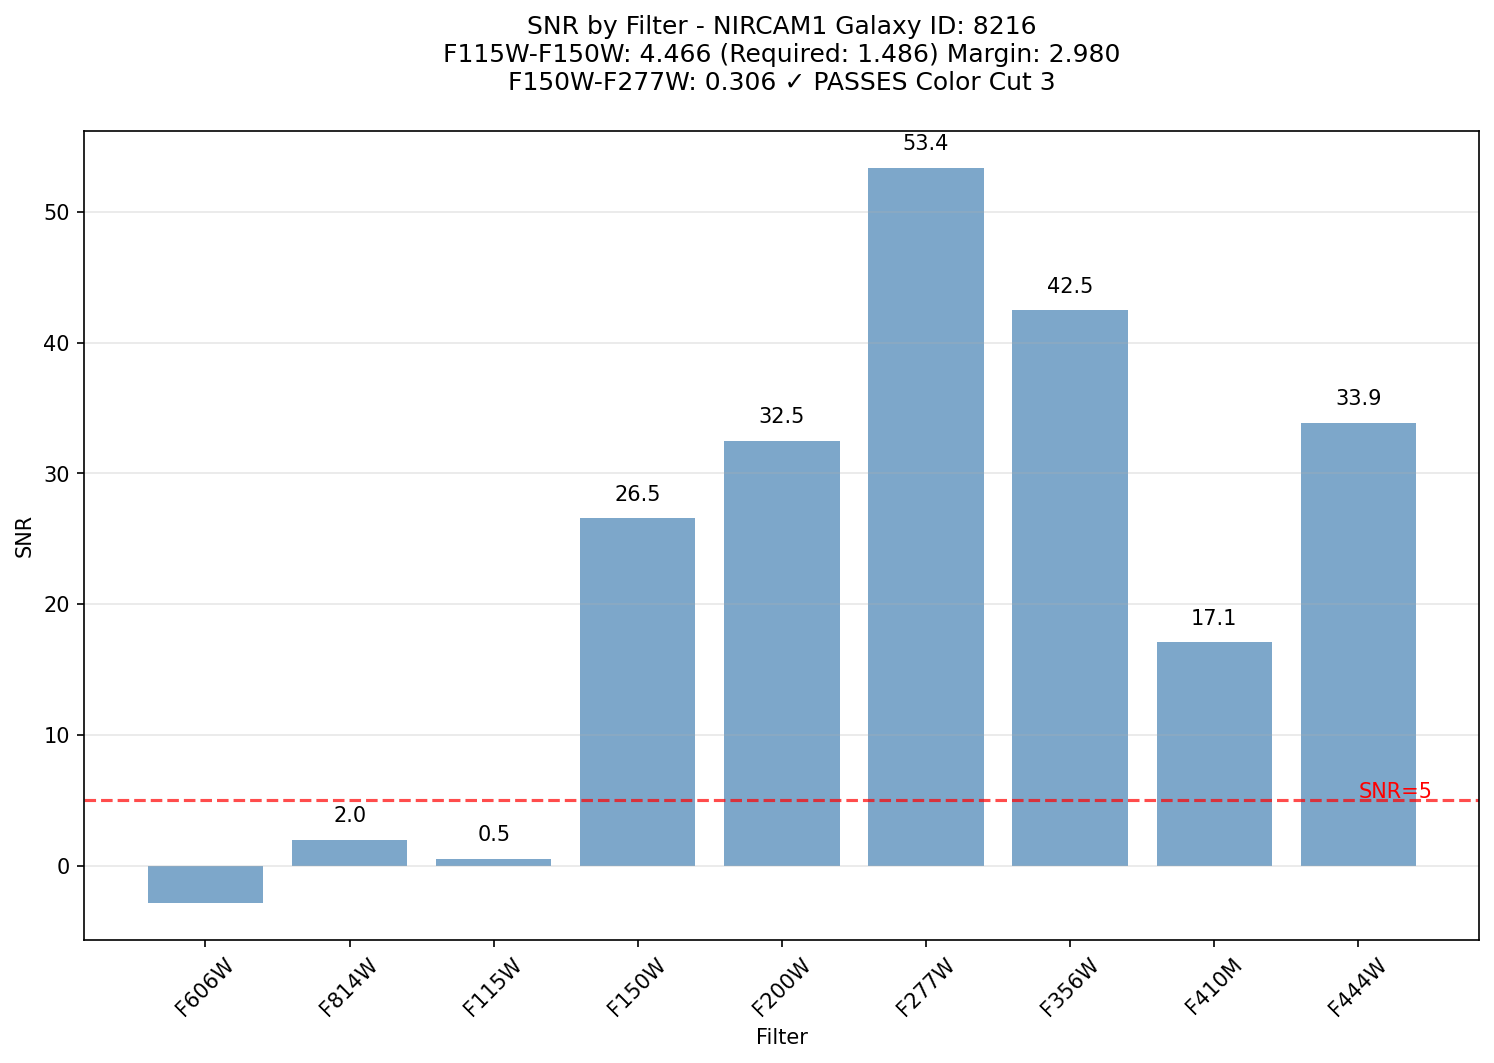 SNR by Filter - NIRCAM1 Galaxy ID: 8216
F115W-F150W: 4.466 (Required: 1.486) Margin: 2.980
F150W-F277W: 0.306 ✓ PASSES Color Cut 3
53.4
50
42.5
40
33.9
32.5
30
26.5
SNR
20
17.1
10
SNR=5
2.0
0.5
0
F606W
F814W
F115W
F150W
F200W
F277W
F356W
F410M
F444W
Filter